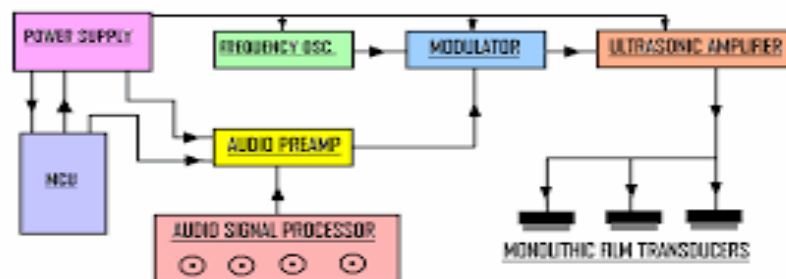 POWER SUPPLY
FREQUENCY OSC.
MODULATOR
ULTRASONIC AMPLIFIER
AUDIO PREAMP
MCU
AUDIO SIGNAL PROCESSOR
MONOLITHIC FILM TRANSDUCERS